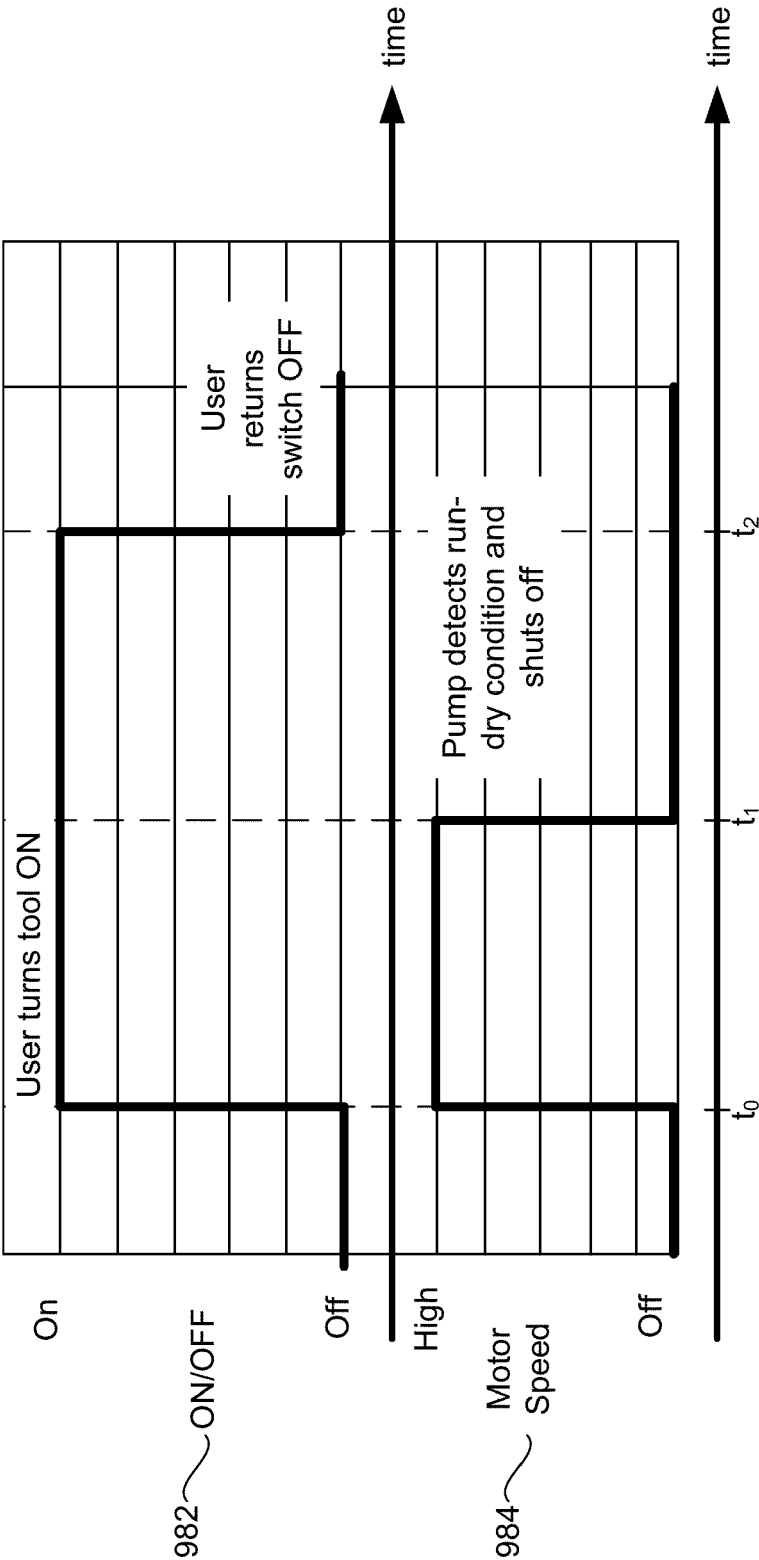 User turns tool ON
On
982
ON/OFF
Off
User
returns
switch OFF
time
High
984
Motor
Speed
Off
Pump detects run-
dry condition and
shuts off
time
t0
t1
t2